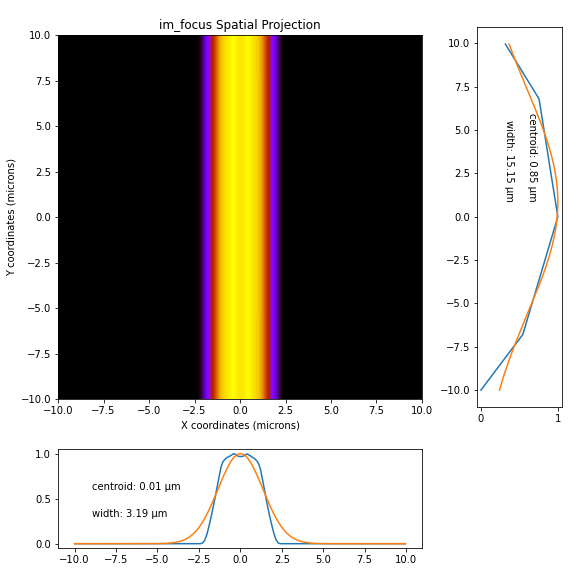 im_focus Spatial Projection
10.0
7.5
5.0
2.5
0.0
−2.5
−5.0
−7.5
−10.0
Y coordinates (microns)
−10.0 −7.5 −5.0 −2.5 0.0 2.5 5.0 7.5 10.0
X coordinates (microns)
10.0
7.5
5.0
2.5
0.0
−2.5
−5.0
−7.5
−10.0
centroid: 0.85 μm
width: 15.15 μm
0 1
1.0
0.5
0.0
centroid: 0.01 μm
width: 3.19 μm
−10.0 −7.5 −5.0 −2.5 0.0 2.5 5.0 7.5 10.0